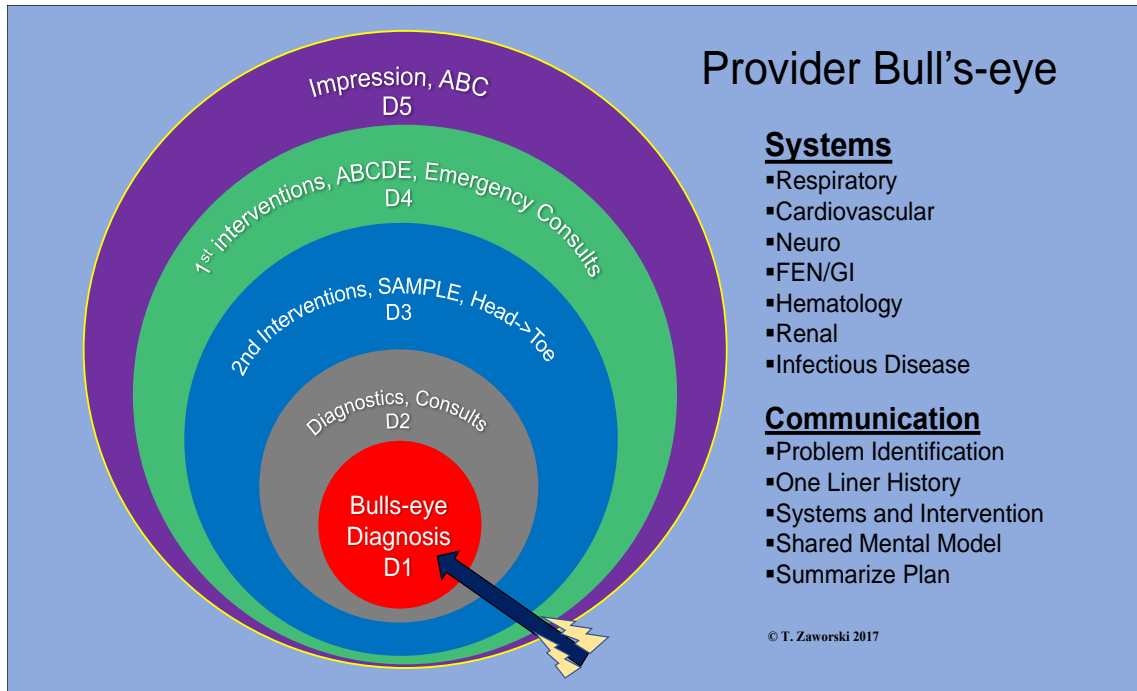 Provider Bull's-eye
Impression, ABC
D5
1st interventions, ABCDE, Emergency Consults
D4
2nd Interventions, SAMPLE, Head->Toe
D3
Diagnostics, Consults
D2
Bulls-eye
Diagnosis
D1
Systems
▪Respiratory
▪Cardiovascular
▪Neuro
▪FEN/GI
▪Hematology
▪Renal
▪Infectious Disease
Communication
▪Problem Identification
▪One Liner History
▪Systems and Intervention
▪Shared Mental Model
▪Summarize Plan
© T. Zaworski 2017